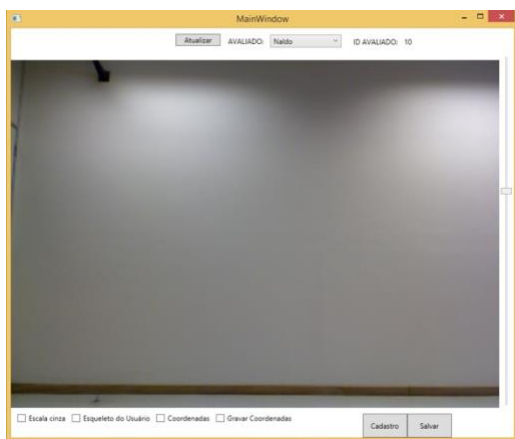 MainWindow
Atualizar AVALIADO: Naldo ID AVALIADO: 10
Escala cinza Esqueleto do Usuário Coordenadas Gravar Coordenadas
Cadastro Salvar